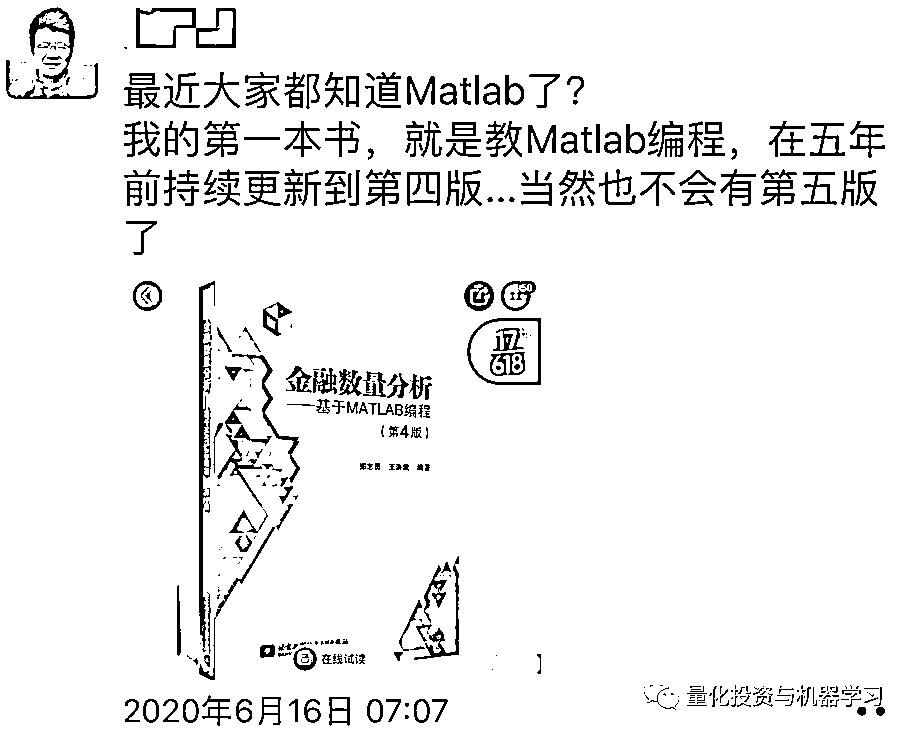 最近大家都知道Matlab了？
我的第一本书，就是教Matlab编程，在五年
前持续更新到第四版...当然也不会有第五版
了
17
618
金融数量分析
——基于MATLAB编程
（第4版）
编著
在线试读
2020年6月16日 07:07
量化投资与机器学习